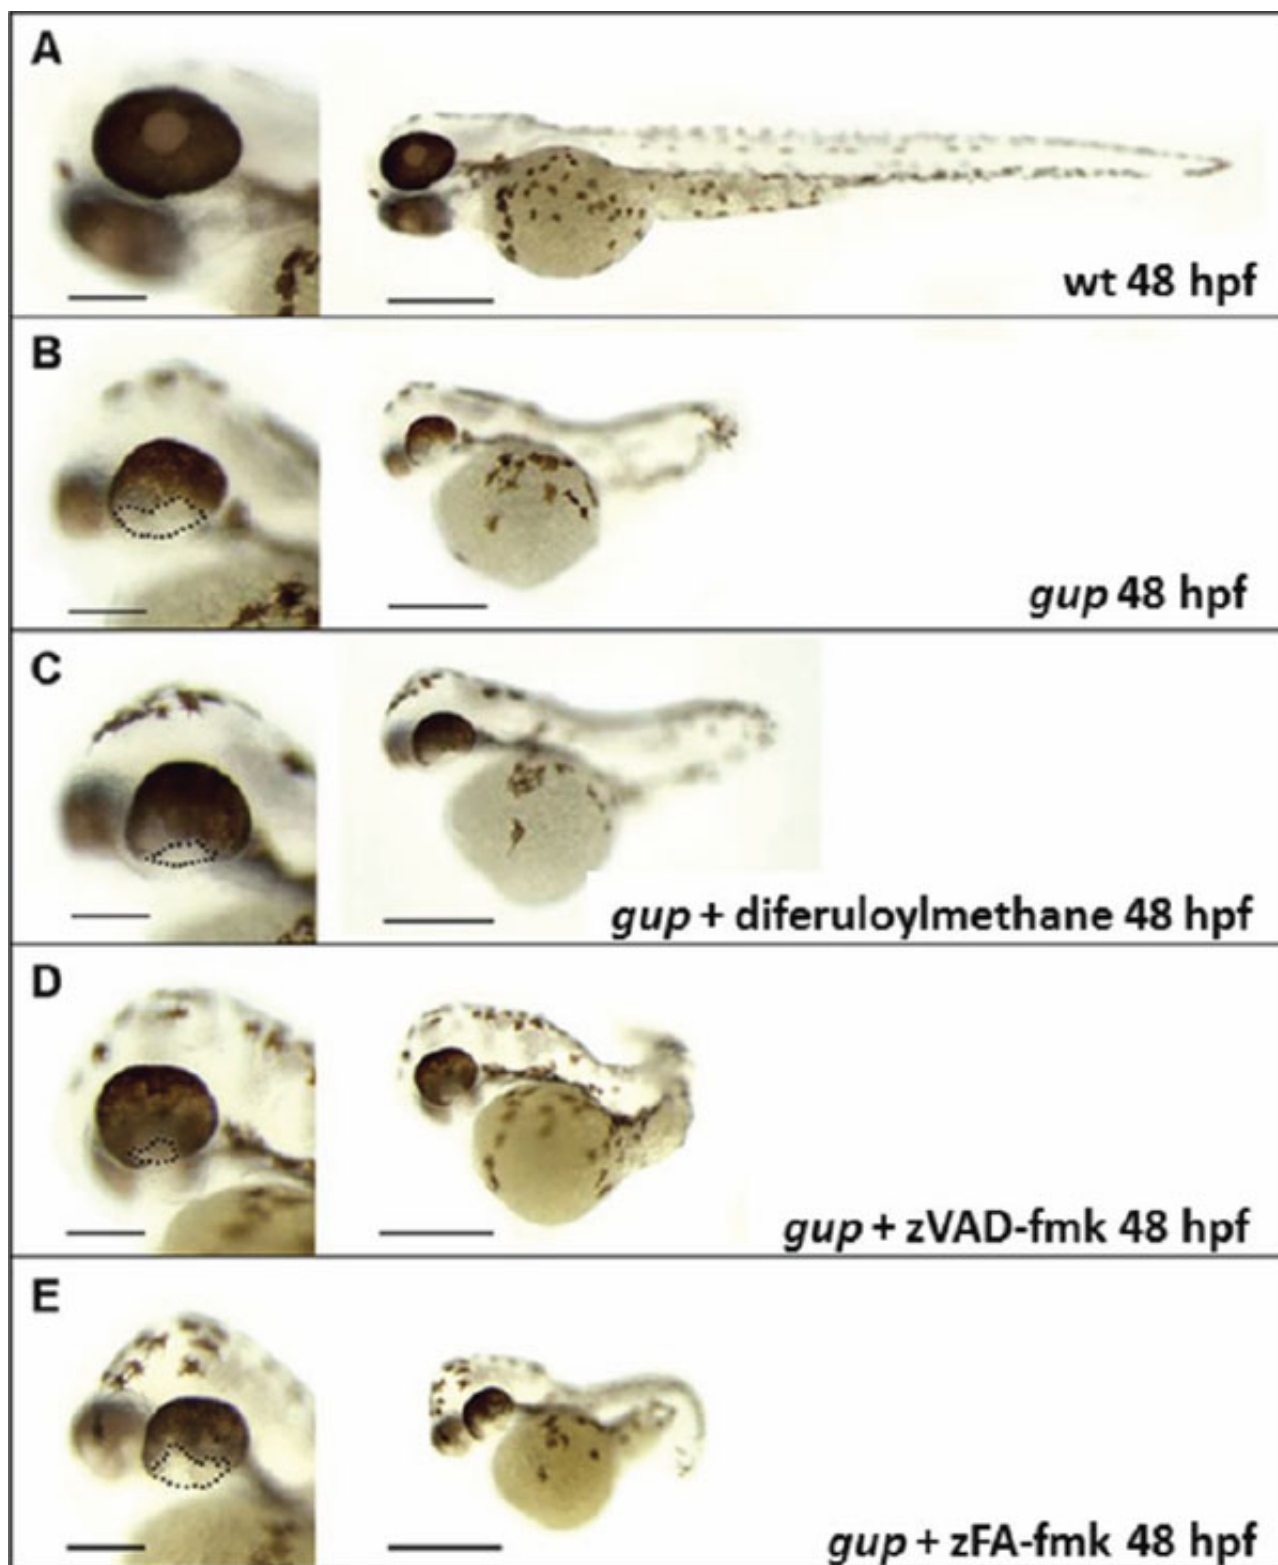 A
wt 48 hpf
B
gup 48 hpf
C
gup + diferuloylmethane 48 hpf
D
gup + zVAD-fmk 48 hpf
E
gup + zFA-fmk 48 hpf